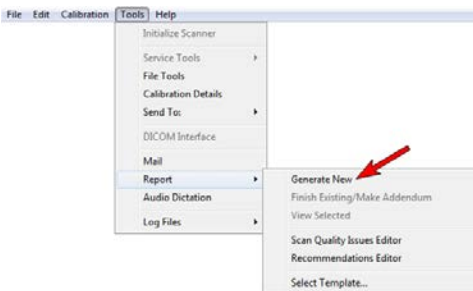 File Edit Calibration Tools Help
Initialize Scanner
Service Tools
File Tools
Calibration Details
Send To:
DICOM Interface
Mail
Report
Audio Dictation
Log Files
Generate New
Finish Existing/Make Addendum
View Selected
Scan Quality Issues Editor
Recommendations Editor
Select Template...